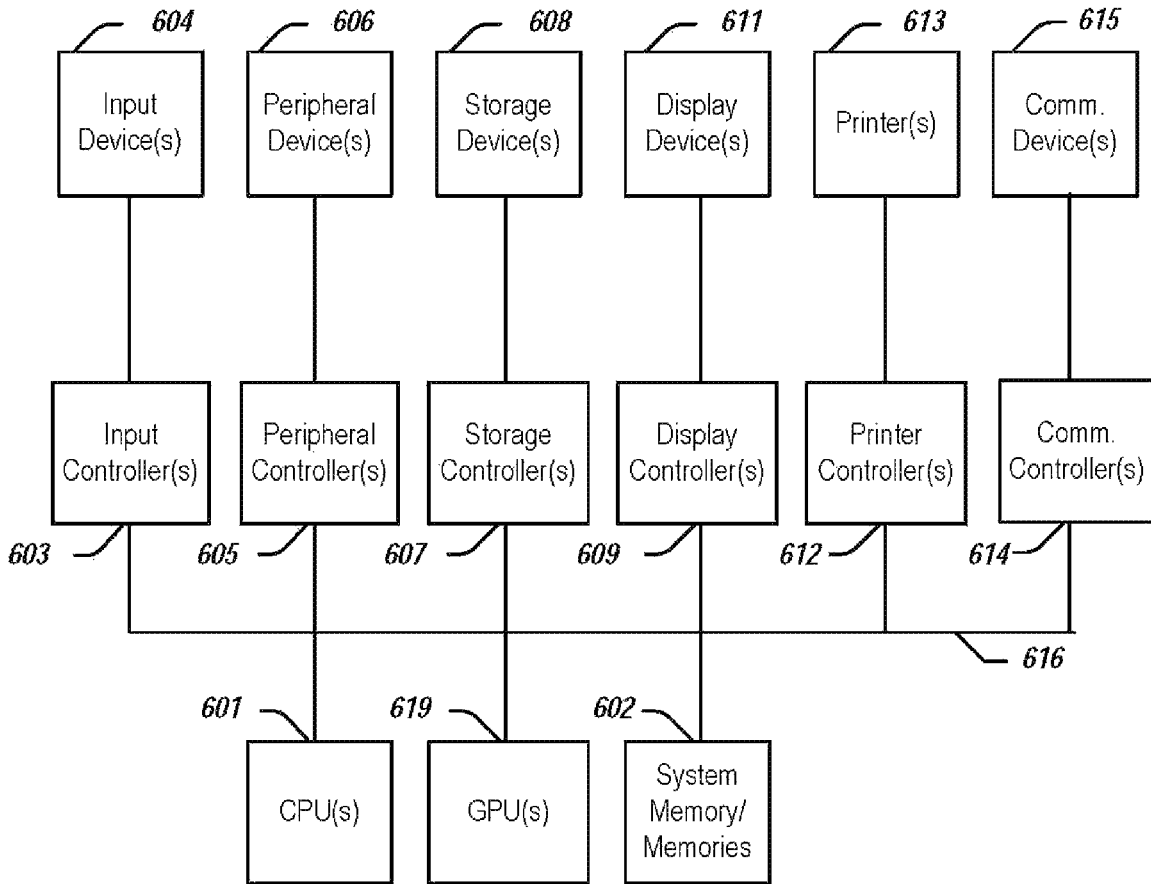 604
606
608
611
613
615
Input
Device(s)
Peripheral
Device(s)
Storage
Device(s)
Display
Device(s)
Printer(s)
Comm.
Device(s)
Input
Controller(s)
Peripheral
Controller(s)
Storage
Controller(s)
Display
Controller(s)
Printer
Controller(s)
Comm.
Controller(s)
603
605
607
609
612
614
616
601
619
602
CPU(s)
GPU(s)
System
Memory/
Memories